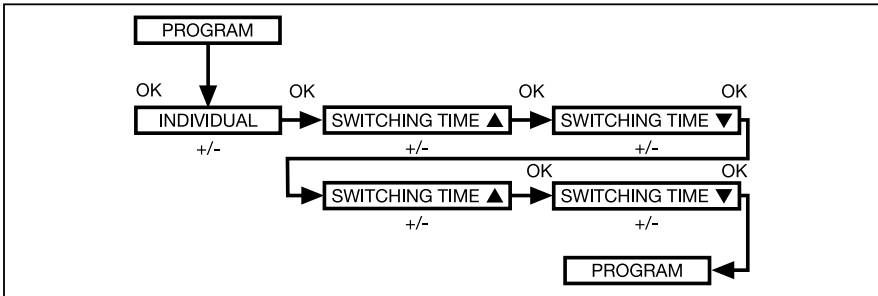 PROGRAM
OK OK OK OK
INDIVIDUAL SWITCHING TIME ▲ SWITCHING TIME ▼
+/- +/- +/-
OK OK
SWITCHING TIME ▲ SWITCHING TIME ▼
+/- +/-
PROGRAM